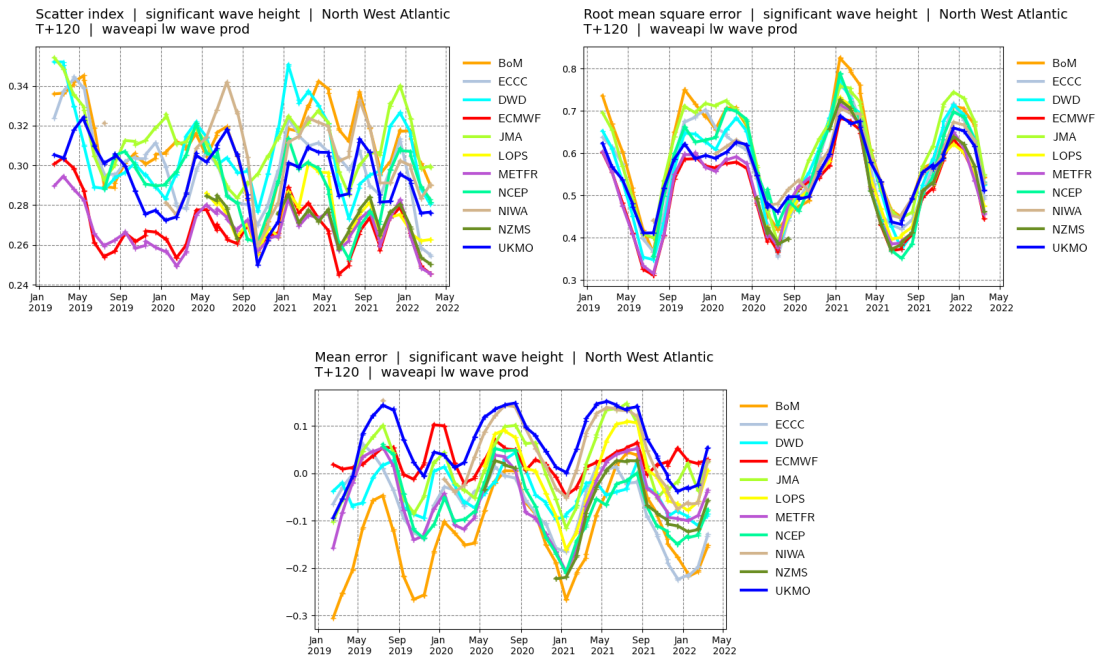 Scatter index | significant wave height | North West Atlantic
T+120 | waveapi lw wave prod
0.34
0.32
0.30
0.28
0.26
0.24
Jan 2019
May 2019
Sep 2019
Jan 2020
May 2020
Sep 2020
Jan 2021
May 2021
Sep 2021
Jan 2022
May 2022
BoM
ECCC
DWD
ECMWF
JMA
LOPS
METFR
NCEP
NIWA
NZMS
UKMO
Root mean square error | significant wave height | North West Atlantic
T+120 | waveapi lw wave prod
0.8
0.7
0.6
0.5
0.4
0.3
Jan 2019
May 2019
Sep 2019
Jan 2020
May 2020
Sep 2020
Jan 2021
May 2021
Sep 2021
Jan 2022
May 2022
BoM
ECCC
DWD
ECMWF
JMA
LOPS
METFR
NCEP
NIWA
NZMS
UKMO
Mean error | significant wave height | North West Atlantic
T+120 | waveapi lw wave prod
0.1
0.0
−0.1
−0.2
−0.3
Jan 2019
May 2019
Sep 2019
Jan 2020
May 2020
Sep 2020
Jan 2021
May 2021
Sep 2021
Jan 2022
May 2022
BoM
ECCC
DWD
ECMWF
JMA
LOPS
METFR
NCEP
NIWA
NZMS
UKMO